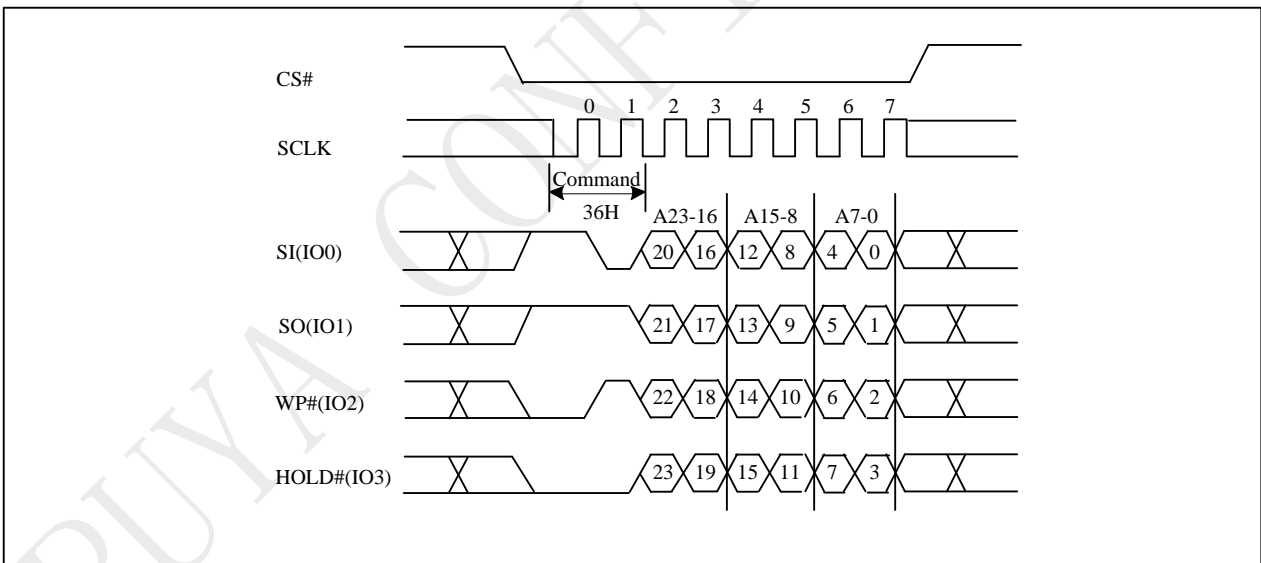 CS#
0 1 2 3 4 5 6 7
SCLK
Command
36H
A23-16 A15-8 A7-0
SI(IO0) 20 16 12 8 4 0
SO(IO1) 21 17 13 9 5 1
WP#(IO2) 22 18 14 10 6 2
HOLD#(IO3) 23 19 15 11 7 3
PUYA CONF